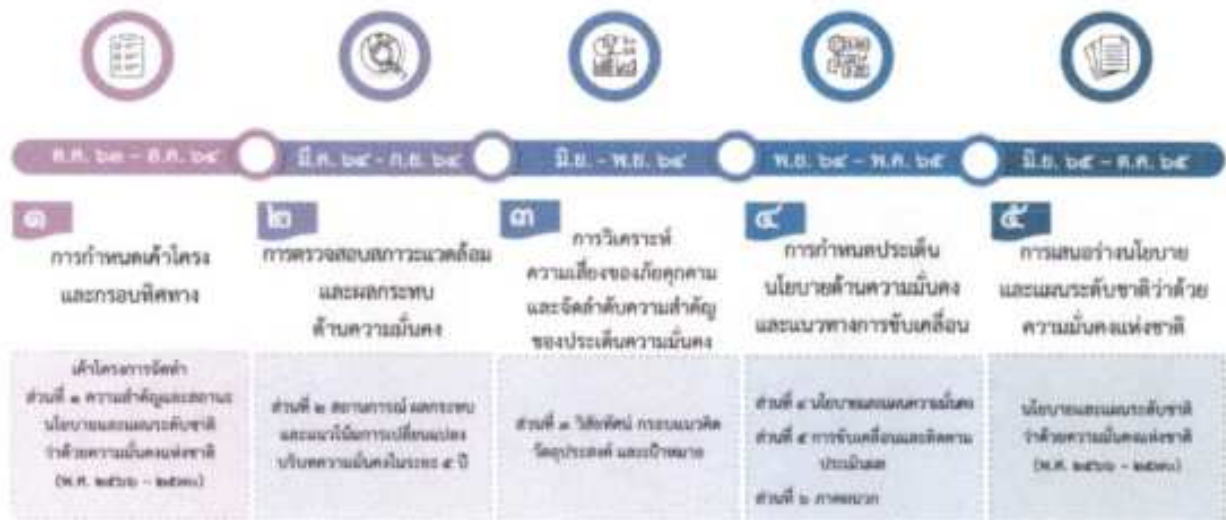 ต.ค. ๖๓ - ธ.ค. ๖๔
มี.ค. ๖๔ - ก.ย. ๖๔
มิ.ย. - พ.ย. ๖๔
พ.ย. ๖๔ - พ.ค. ๖๕
มิ.ย. ๖๕ - ต.ค. ๖๕
๑
การกำหนดเค้าโครง
และกรอบทิศทาง
๒
การตรวจสอบสภาวะแวดล้อม
และผลกระทบ
ด้านความมั่นคง
๓
การวิเคราะห์
ความเสี่ยงของภัยคุกคาม
และจัดลำดับความสำคัญ
ของประเด็นความมั่นคง
๔
การกำหนดประเด็น
นโยบายด้านความมั่นคง
และแนวทางการขับเคลื่อน
๕
การเสนอร่างนโยบาย
และแผนระดับชาติว่าด้วย
ความมั่นคงแห่งชาติ
เค้าโครงการจัดทำ
ส่วนที่ ๑ ความสำคัญและสถานะ
นโยบายและแผนระดับชาติ
ว่าด้วยความมั่นคงแห่งชาติ
(พ.ศ. ๒๕๖๖ - ๒๕๗๐)
ส่วนที่ ๒ สถานการณ์ ผลกระทบ
และแนวโน้มการเปลี่ยนแปลง
บริบทความมั่นคงในระยะ ๕ ปี
ส่วนที่ ๓ วิสัยทัศน์ กรอบแนวคิด
วัตถุประสงค์ และเป้าหมาย
ส่วนที่ ๔ นโยบายและแผนความมั่นคง
ส่วนที่ ๕ การขับเคลื่อนและติดตาม
ประเมินผล
ส่วนที่ ๖ ภาคผนวก
นโยบายและแผนระดับชาติ
ว่าด้วยความมั่นคงแห่งชาติ
(พ.ศ. ๒๕๖๖ - ๒๕๗๐)